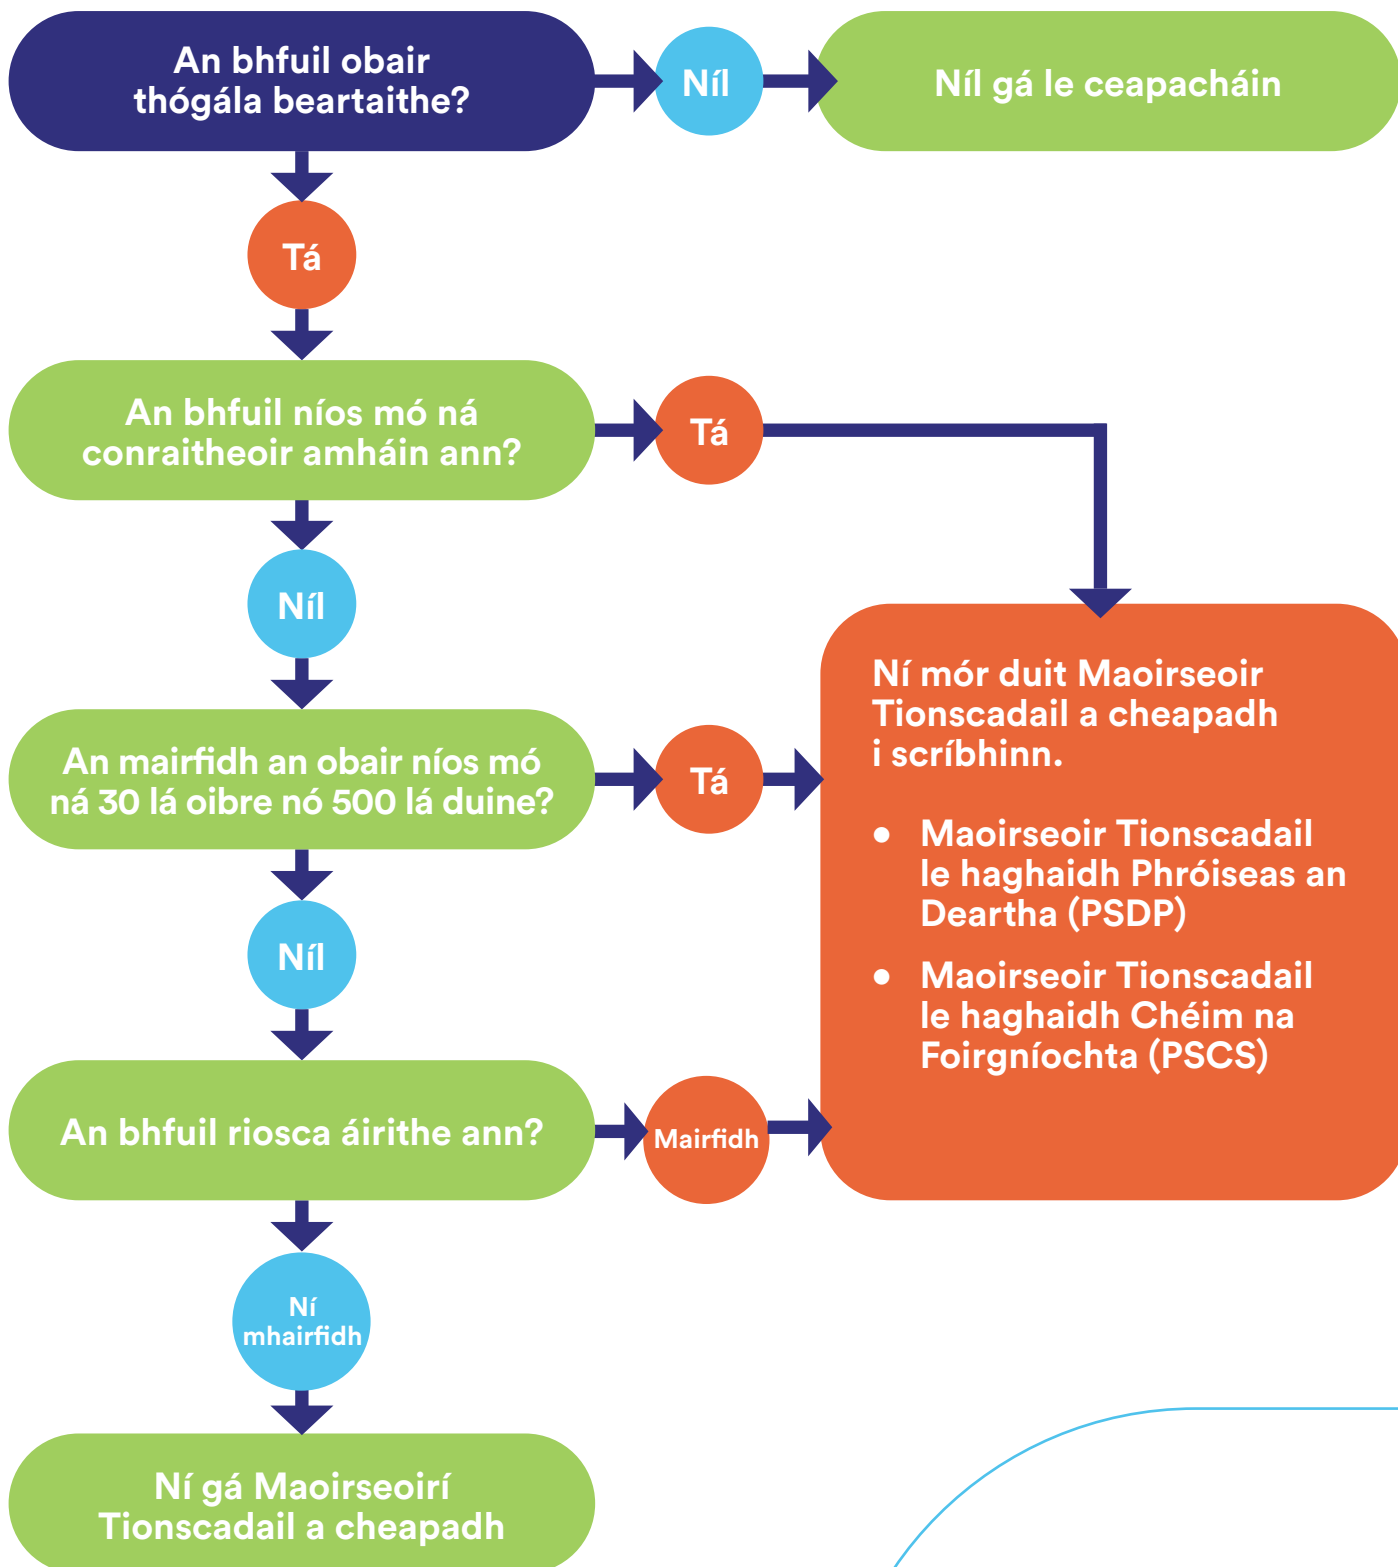 An bhfuil obair
thógála beartaithe?
Níl
Níl gá le ceapacháin
Tá
An bhfuil níos mó ná
conraitheoir amháin ann?
Tá
Níl
An mairfidh an obair níos mó
ná 30 lá oibre nó 500 lá duine?
Tá
Ní mór duit Maoirseoir
Tionscadail a cheapadh
i scríbhinn.
• Maoirseoir Tionscadail
le haghaidh Phróiseas an
Deartha (PSDP)
• Maoirseoir Tionscadail
le haghaidh Chéim na
Foirgníochta (PSCS)
Níl
An bhfuil riosca áirithe ann?
Mairfidh
Ní
mhairfidh
Ní gá Maoirseoirí
Tionscadail a cheapadh